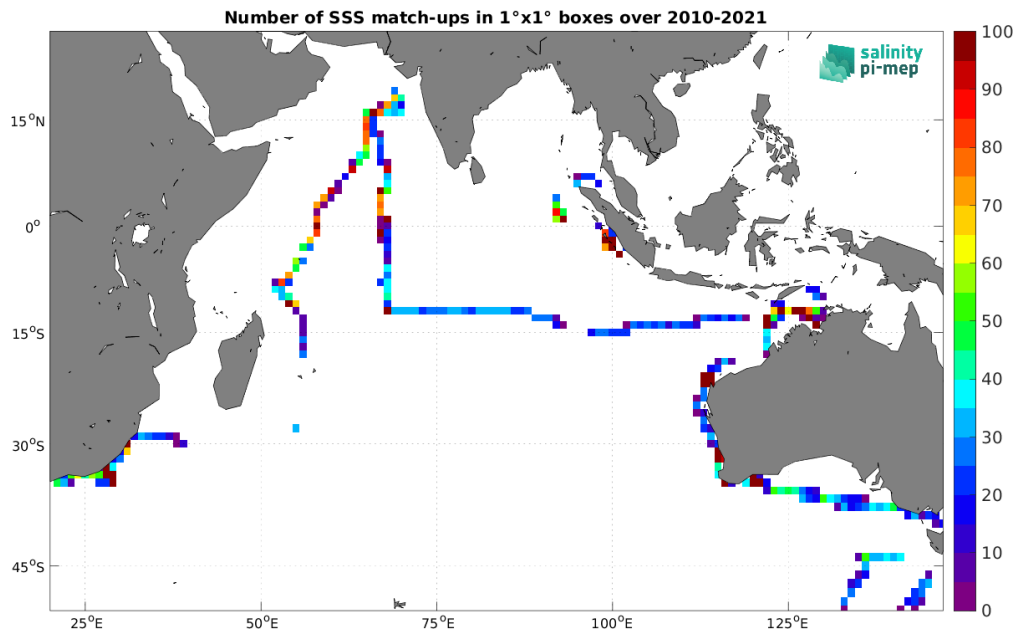 Number of SSS match-ups in 1°x1° boxes over 2010-2021
salinity
pi-mep
100
90
80
70
60
50
40
30
20
10
0
15°N
0°
15°S
30°S
45°S
25°E
50°E
75°E
100°E
125°E